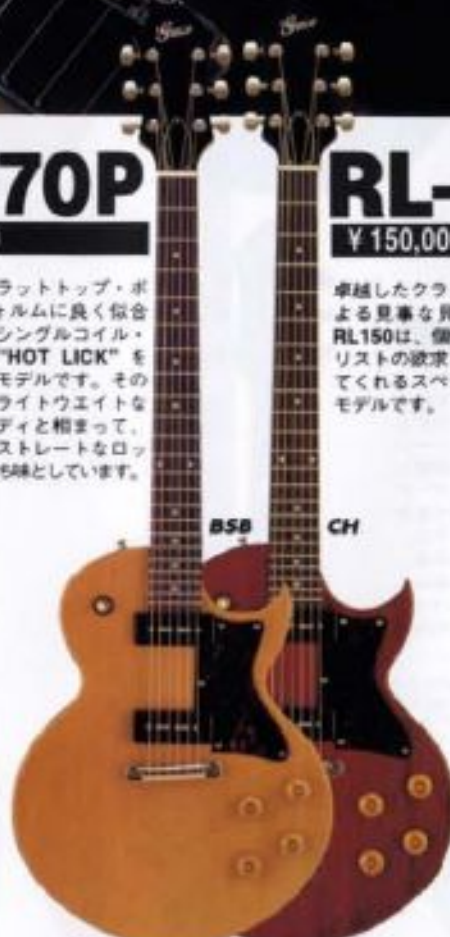 Greco
Greco
70P
ラットトップ・ボ
ォルムに良く似合
シングルコイル・
"HOT LICK" を
モデルです。その
ライトウエイトな
ディと相まって、
ストレートなロッ
ち味としています。
RL-
¥ 150,00
卓越したクラ
よる見事な
RL150は、個
リストの欲求
てくれるスペ
モデルです。
BSB
CH